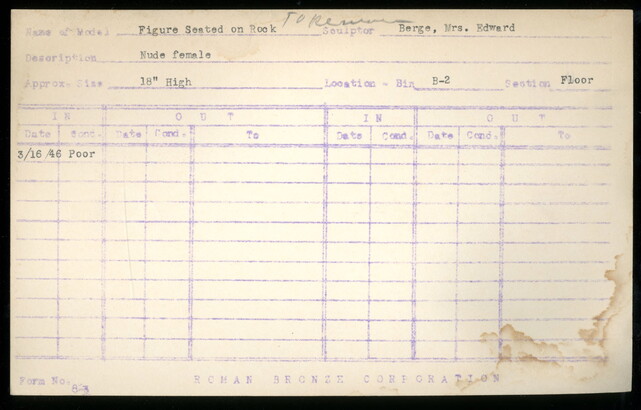 Name of Model Figure Seated on Rock Sculptor Berge, Mrs. Edward
Description Nude female
Approx. Size 18" High Location - Bin B-2 Section Floor
IN OUT IN OUT
Date Cond. Date Cond. To Date Cond. Date Cond. To
3/16/46 Poor
Form No. ROMAN BRONZE CORPORATION